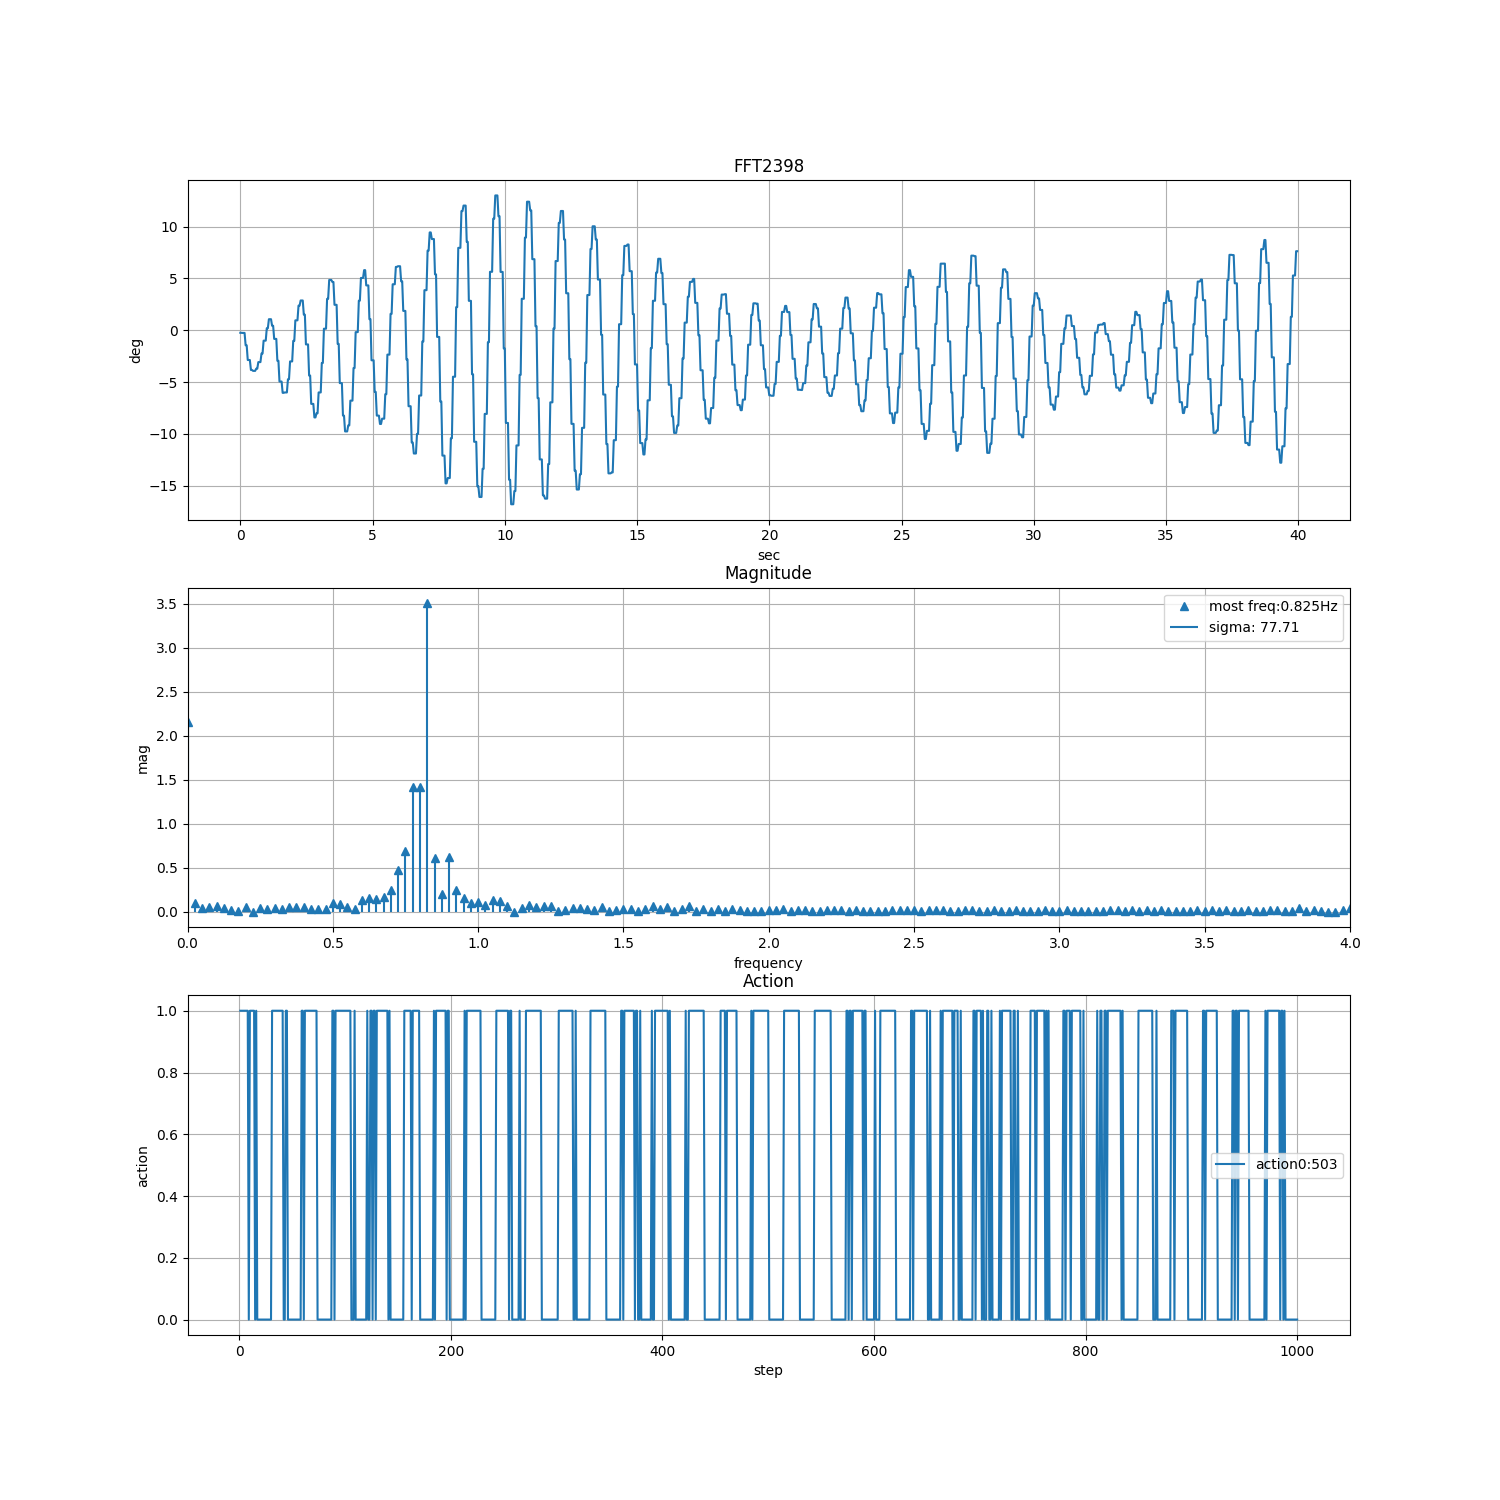 FFT2398
10
5
0
−5
−10
−15
deg
0 5 10 15 20 25 30 35 40
sec
Magnitude
3.5
3.0
2.5
2.0
1.5
1.0
0.5
0.0
mag
most freq:0.825Hz
sigma: 77.71
0.0 0.5 1.0 1.5 2.0 2.5 3.0 3.5 4.0
frequency
Action
1.0
0.8
0.6
0.4
0.2
0.0
action
action0:503
0 200 400 600 800 1000
step